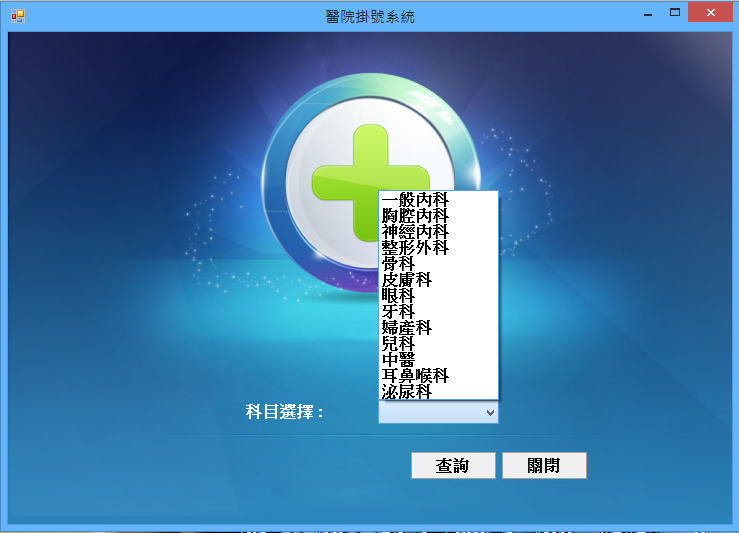 醫院掛號系統
一般內科
胸腔內科
神經內科
整形外科
骨科
皮膚科
眼科
牙科
婦產科
兒科
中醫
耳鼻喉科
泌尿科
科目選擇：
查詢
關閉